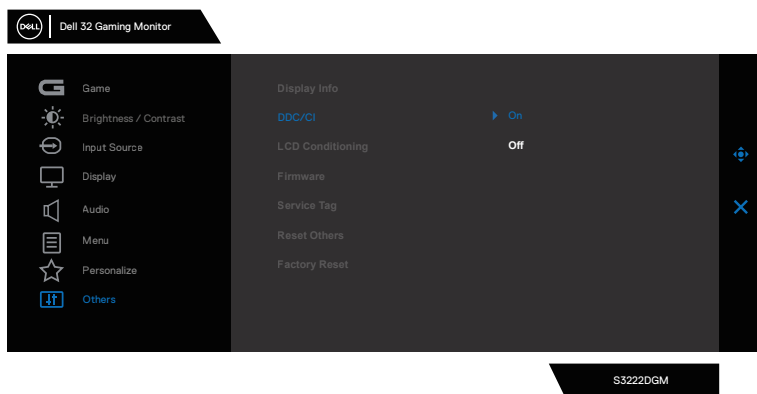 DELL
Dell 32 Gaming Monitor
Game
Brightness / Contrast
Input Source
Display
Audio
Menu
Personalize
Others
Display Info
DDC/CI
On
LCD Conditioning
Off
Firmware
Service Tag
Reset Others
Factory Reset
S3222DGM